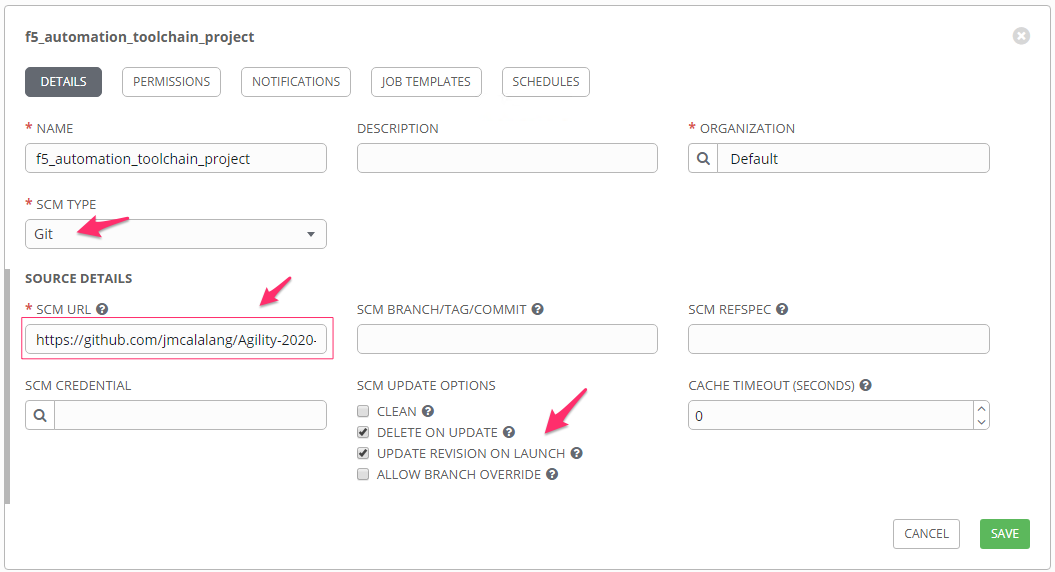 f5_automation_toolchain_project
DETAILS PERMISSIONS NOTIFICATIONS JOB TEMPLATES SCHEDULES
* NAME DESCRIPTION * ORGANIZATION
f5_automation_toolchain_project Default
* SCM TYPE
Git
SOURCE DETAILS
* SCM URL ? SCM BRANCH/TAG/COMMIT ? SCM REFSPEC ?
https://github.com/jmcalalang/Agility-2020-
SCM CREDENTIAL SCM UPDATE OPTIONS CACHE TIMEOUT (SECONDS) ?
CLEAN ?
0
DELETE ON UPDATE ?
UPDATE REVISION ON LAUNCH ?
ALLOW BRANCH OVERRIDE ?
CANCEL SAVE